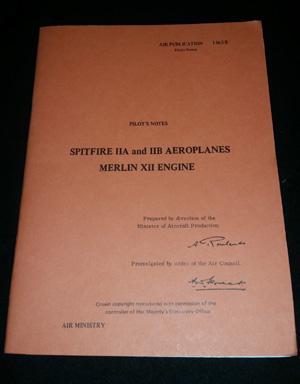 AIR PUBLICATION 1565B
Pilot's Notes
PILOT'S NOTES
SPITFIRE IIA and IIB AEROPLANES
MERLIN XII ENGINE
Prepared by direction of the
Minister of Aircraft Production
Promulgated by order of the Air Council.
Crown copyright reproduced with permission of the
controller of Her Majesty's Stationery Office
AIR MINISTRY